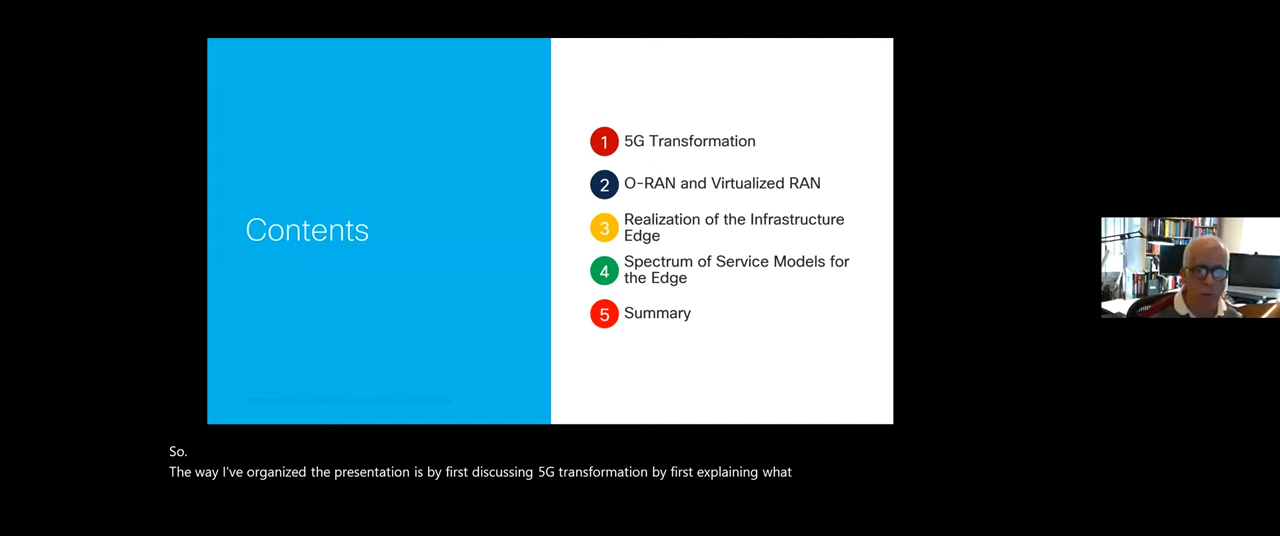 Contents
1 5G Transformation
2 O-RAN and Virtualized RAN
3 Realization of the Infrastructure
Edge
4 Spectrum of Service Models for
the Edge
5 Summary
So.
The way I've organized the presentation is by first discussing 5G transformation by first explaining what